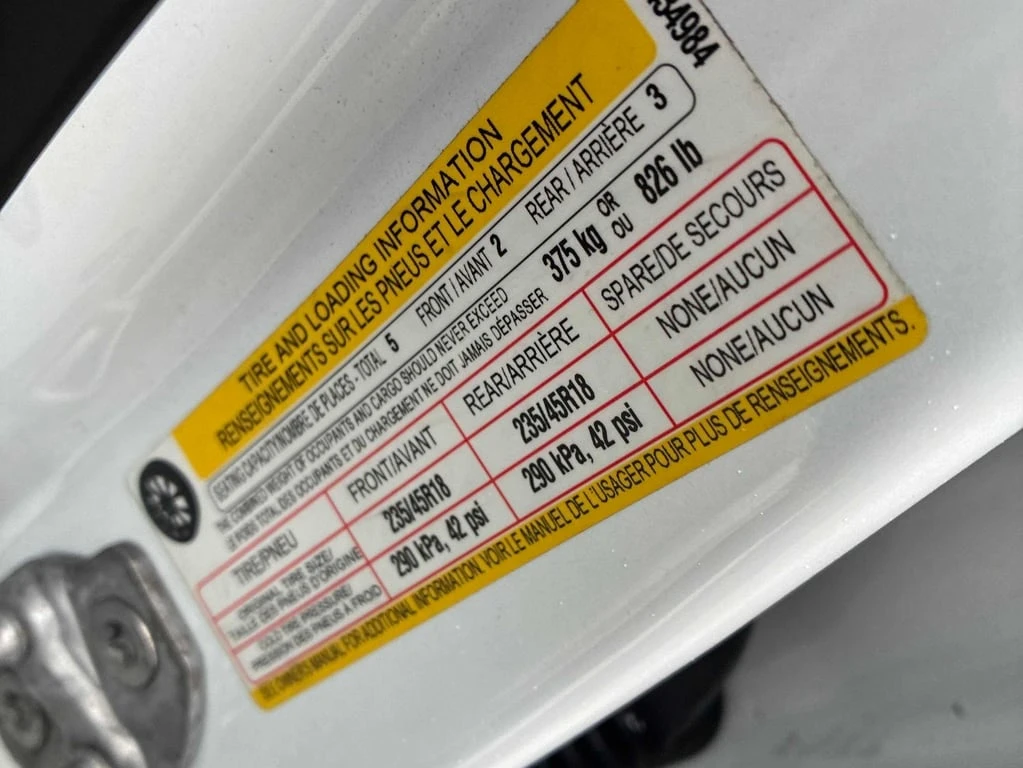 34984
TIRE AND LOADING INFORMATION
RENSEIGNEMENTS SUR LES PNEUS ET LE CHARGEMENT
SEATING CAPACITY/NOMBRE DE PLACES - TOTAL 5 FRONT / AVANT 2 REAR / ARRIÈRE 3
THE COMBINED WEIGHT OF OCCUPANTS AND CARGO SHOULD NEVER EXCEED
LE POIDS TOTAL DES OCCUPANTS ET DU CHARGEMENT NE DOIT JAMAIS DÉPASSER
375 kg OR OU 826 lb
TIRE/PNEU FRONT/AVANT REAR/ARRIÈRE SPARE/DE SECOURS
ORIGINAL TIRE SIZE/
TAILLE DES PNEUS D'ORIGINE 235/45R18 235/45R18 NONE/AUCUN
COLD TIRE PRESSURE/
PRESSION DES PNEUS À FROID 290 kPa, 42 psi 290 kPa, 42 psi NONE/AUCUN
SEE OWNERS MANUAL FOR ADDITIONAL INFORMATION. VOIR LE MANUEL DE L'USAGER POUR PLUS DE RENSEIGNEMENTS.